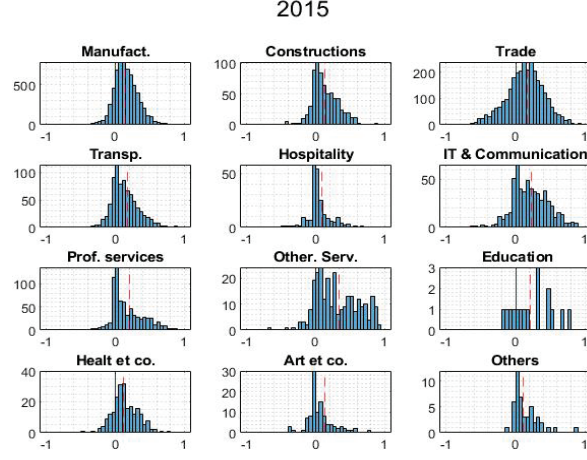 2015
Manufact. Constructions Trade
500 0 100 50 0 200 100 0
-1 0 1 -1 0 1 -1 0 1
Transp. Hospitality IT & Communication
100 50 0 50 0 50 0
-1 0 1 -1 0 1 -1 0 1
Prof. services Other. Serv. Education
100 50 0 20 10 0 3 2 1 0
-1 0 1 -1 0 1 -1 0 1
Healt et co. Art et co. Others
40 20 0 30 20 10 0 10 5 0
-1 0 1 -1 0 1 -1 0 1